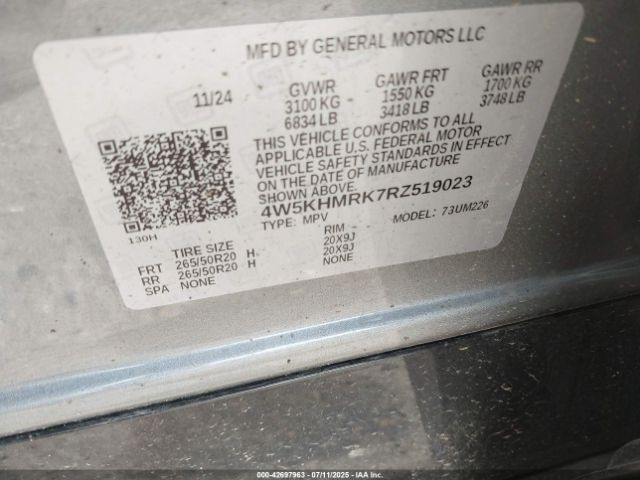 MFD BY GENERAL MOTORS LLC
11/24 GVWR GAWR FRT GAWR RR
3100 KG 1550 KG 1700 KG
6834 LB 3418 LB 3748 LB
THIS VEHICLE CONFORMS TO ALL
APPLICABLE U.S. FEDERAL MOTOR
VEHICLE SAFETY STANDARDS IN EFFECT
ON THE DATE OF MANUFACTURE
SHOWN ABOVE.
4W5KHMRK7RZ519023
130H TYPE: MPV MODEL: 73UM226
TIRE SIZE RIM
FRT 265/50R20 H 20X9J
RR 265/50R20 H 20X9J
SPA NONE NONE
00-42697963 - 07/11/2025 - IAAI, Inc.